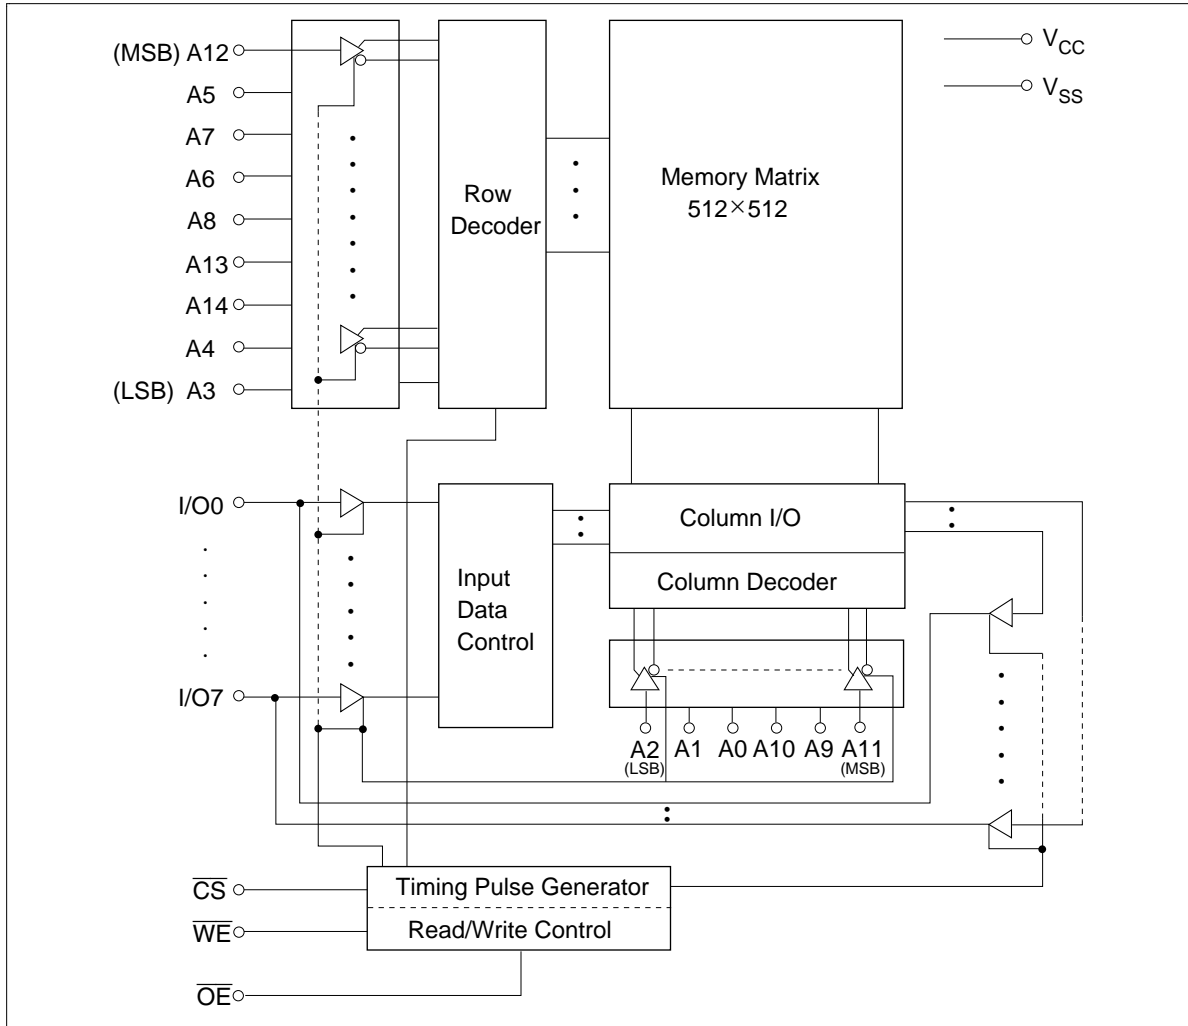 (MSB) A12
A5
A7
A6
A8
A13
A14
A4
(LSB) A3
Row
Decoder
Memory Matrix
512×512
VCC
VSS
I/O0
I/O7
Input
Data
Control
Column I/O
Column Decoder
A2 A1 A0 A10 A9 A11
(LSB) (MSB)
CS
WE
OE
Timing Pulse Generator
Read/Write Control